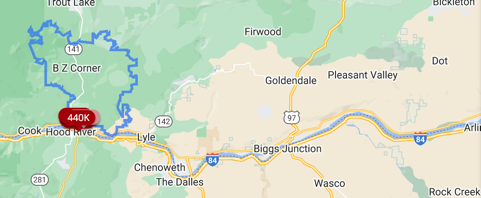 Trout Lake
Bickleton
Firwood
141
Dot
B Z Corner
Pleasant Valley
Goldendale
97
440K
142
Cook
Hood River
Lyle
84
Arli
Biggs Junction
84
Chenoweth
281
The Dalles
Wasco
Rock Creek